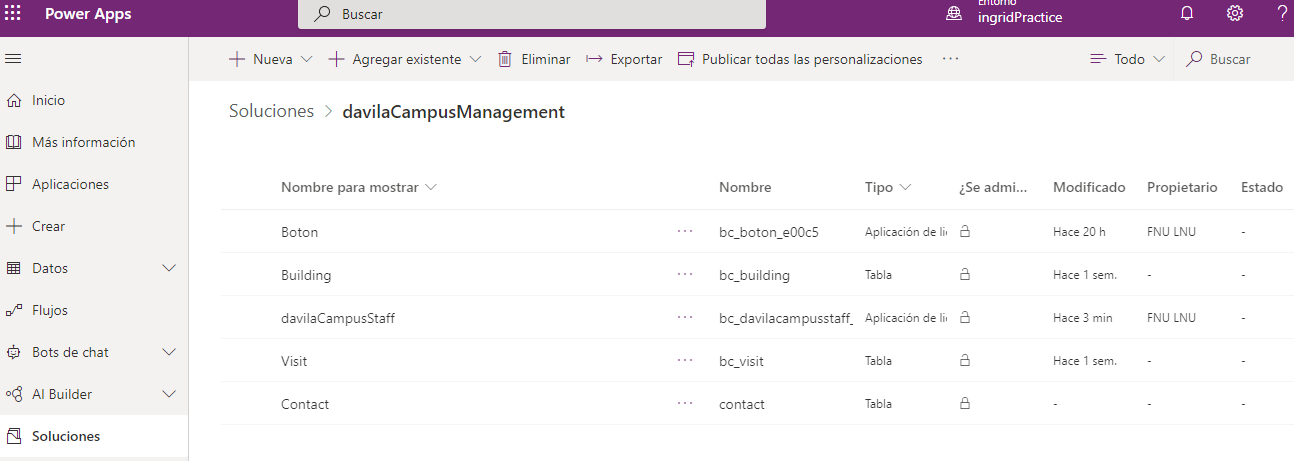 Power Apps
Buscar
Entorno
ingridPractice
?
Nueva
Agregar existente
Eliminar
Exportar
Publicar todas las personalizaciones
...
Todo
Buscar
Inicio
Más información
Aplicaciones
Crear
Datos
Flujos
Bots de chat
AI Builder
Soluciones
Soluciones > davilaCampusManagement
Nombre para mostrar Nombre Tipo ¿Se admi... Modificado Propietario Estado
Boton ... bc_boton_e00c5 Aplicación de Hace 20 h FNU LNU -
Building ... bc_building Tabla Hace 1 sem. - -
davilaCampusStaff ... bc_davilacampusstaff_ Aplicación de Hace 3 min FNU LNU -
Visit ... bc_visit Tabla Hace 1 sem. - -
Contact ... contact Tabla - - -